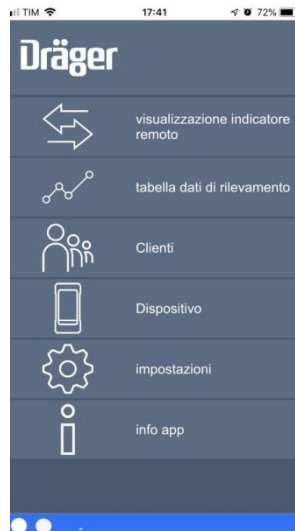 TIM 17:41 72%
Dräger
visualizzazione indicatore
remoto
tabella dati di rilevamento
Clienti
Dispositivo
impostazioni
info app